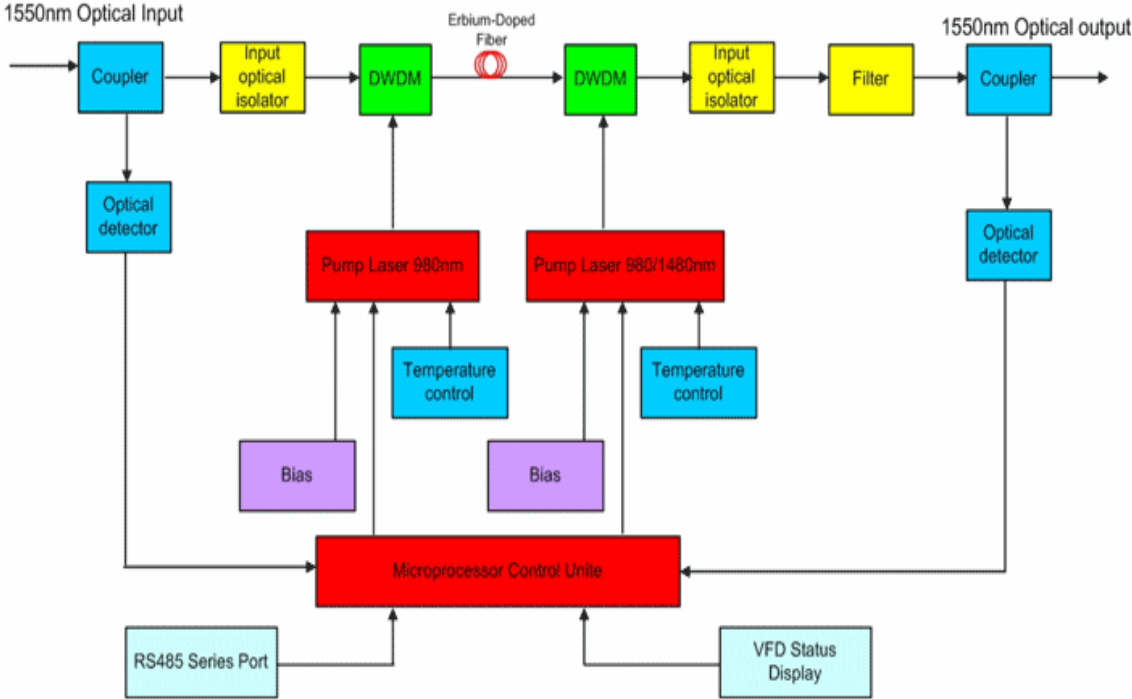 1550nm Optical Input
Erbium-Doped
Fiber
1550nm Optical output
Coupler
Input
optical
isolator
DWDM
DWDM
Input
optical
isolator
Filter
Coupler
Optical
detector
Optical
detector
Pump Laser 980nm
Pump Laser 980/1480nm
Temperature
control
Temperature
control
Bias
Bias
Microprocessor Control Unite
RS485 Series Port
VFD Status
Display